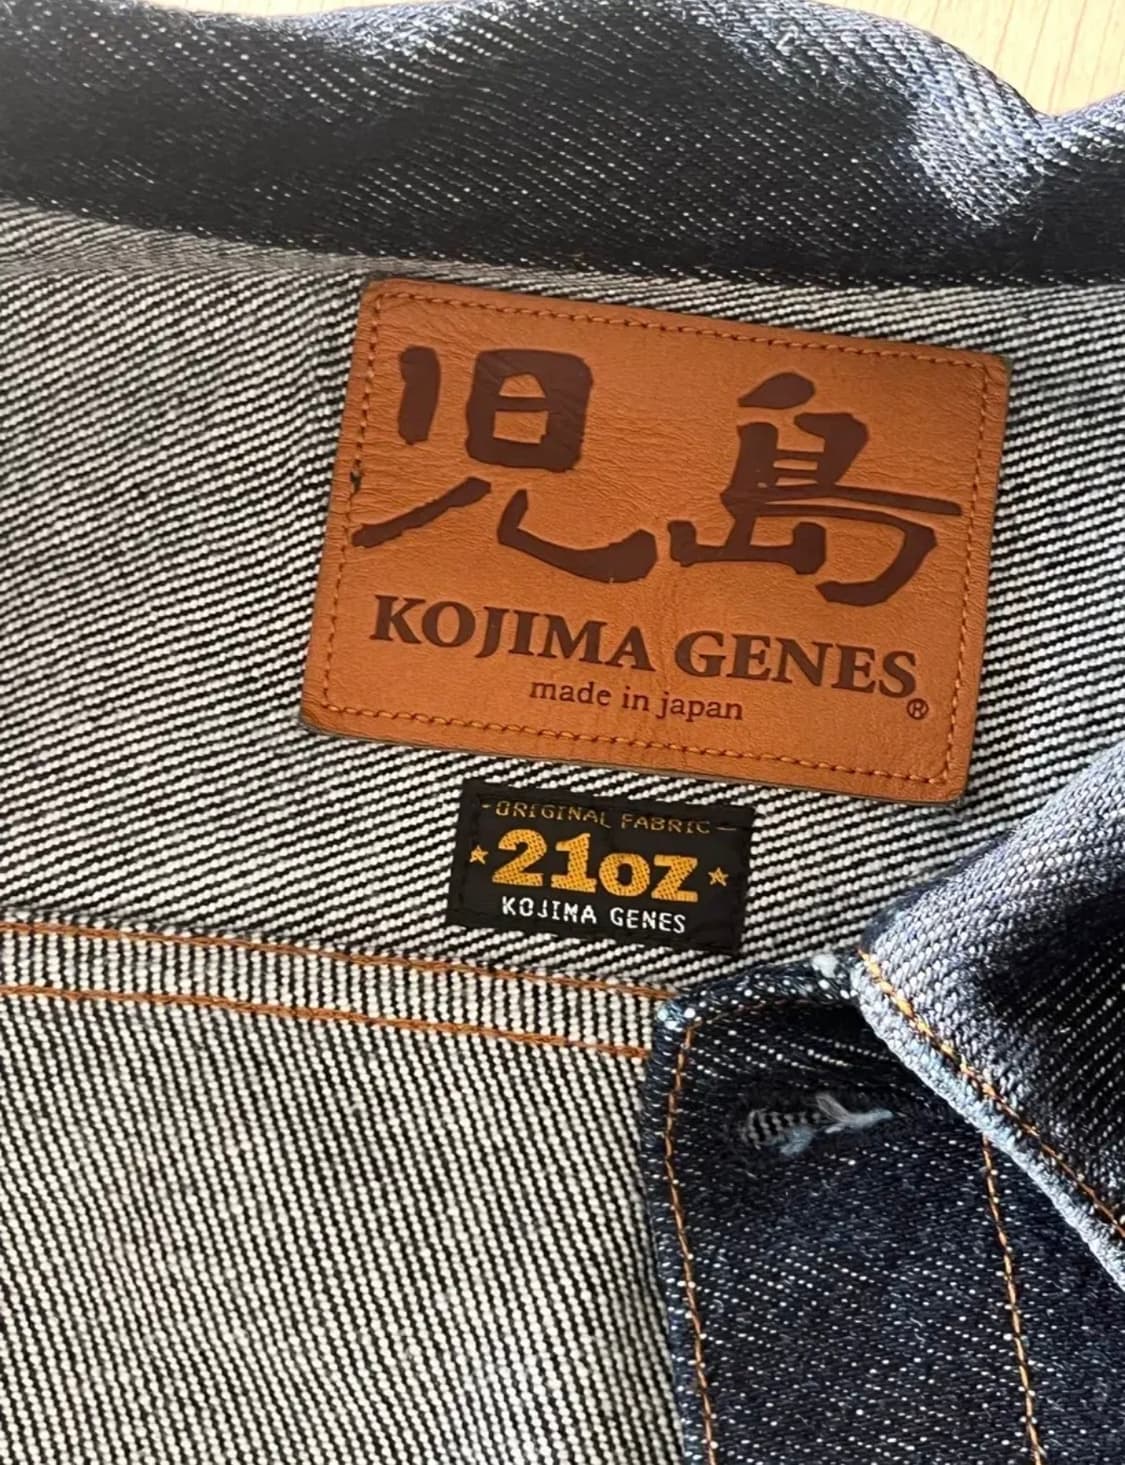 児島
KOJIMA GENES
®
made in japan
ORIGINAL FABRIC
21oz
KOJIMA GENES